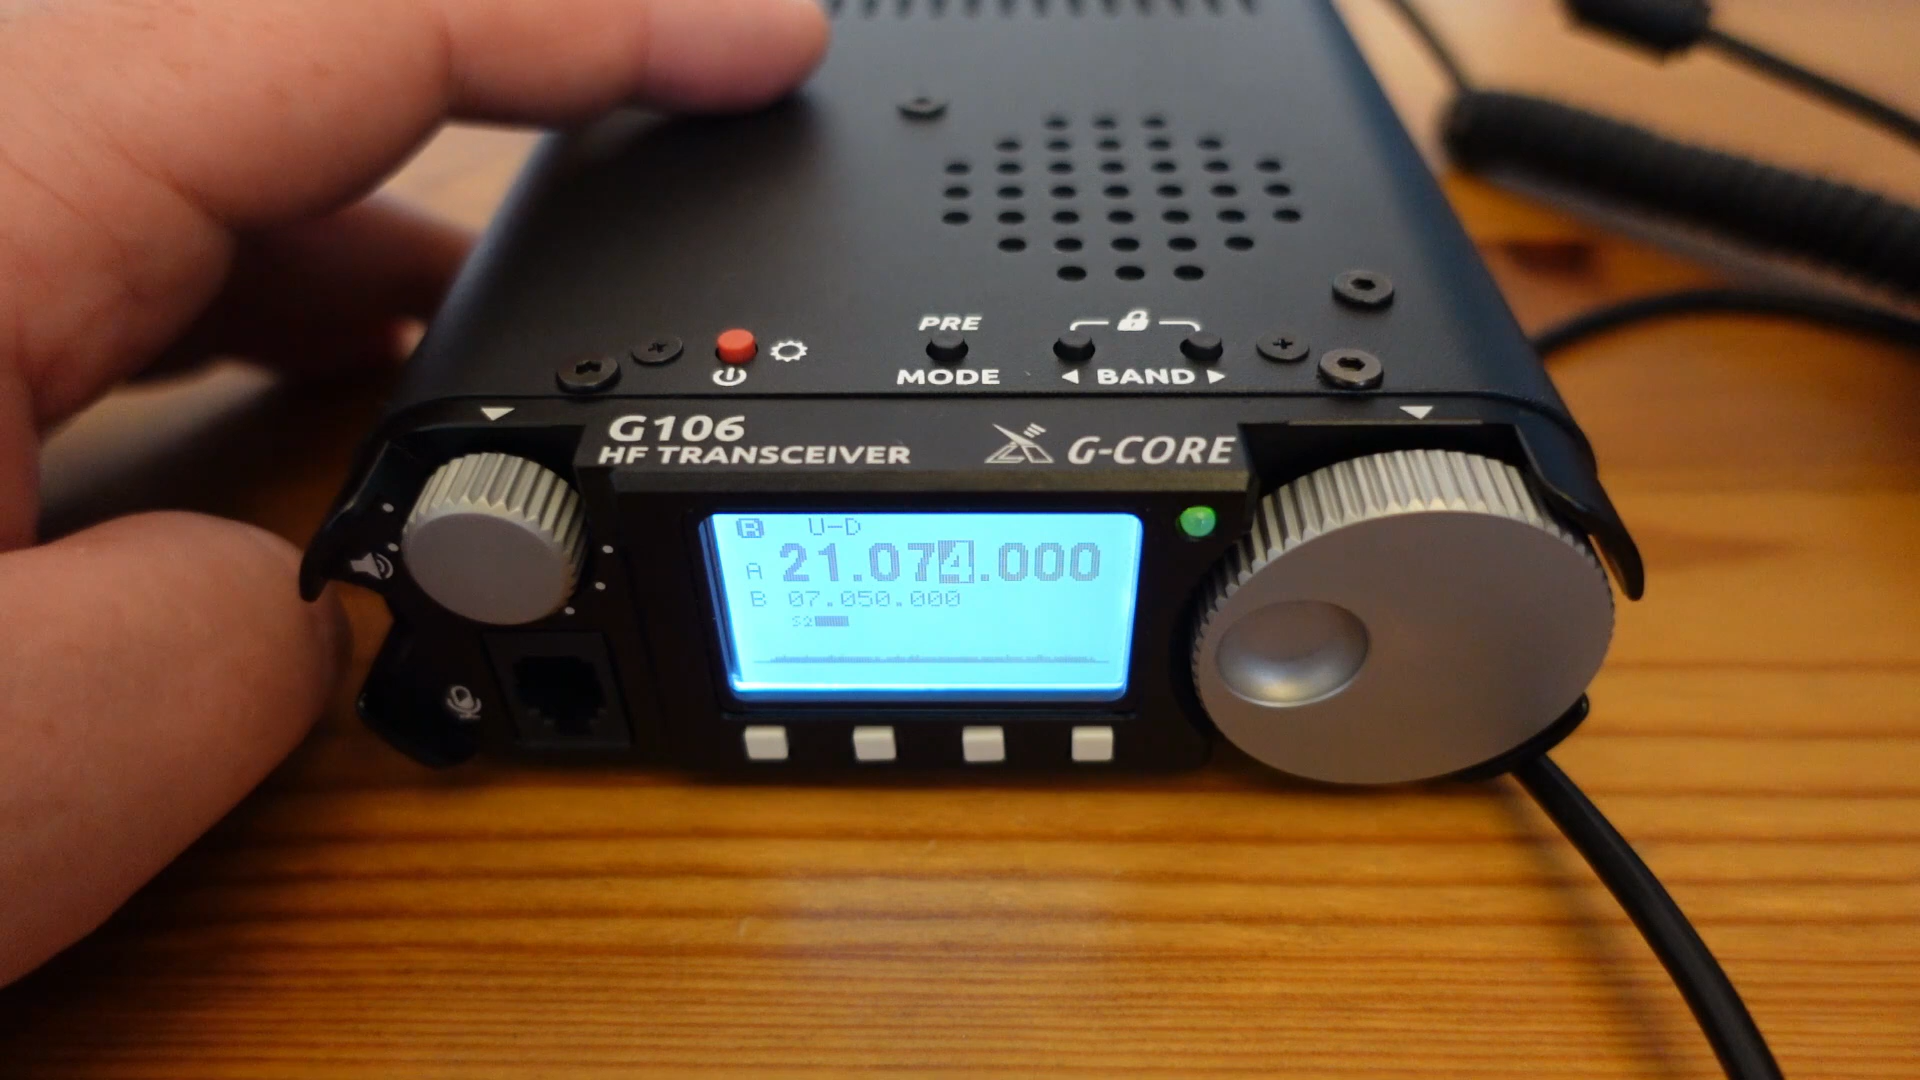 PRE
MODE
◄ BAND ►
G106
HF TRANSCEIVER
G-CORE
R U-D
A 21.074.000
B 07.050.000
S2